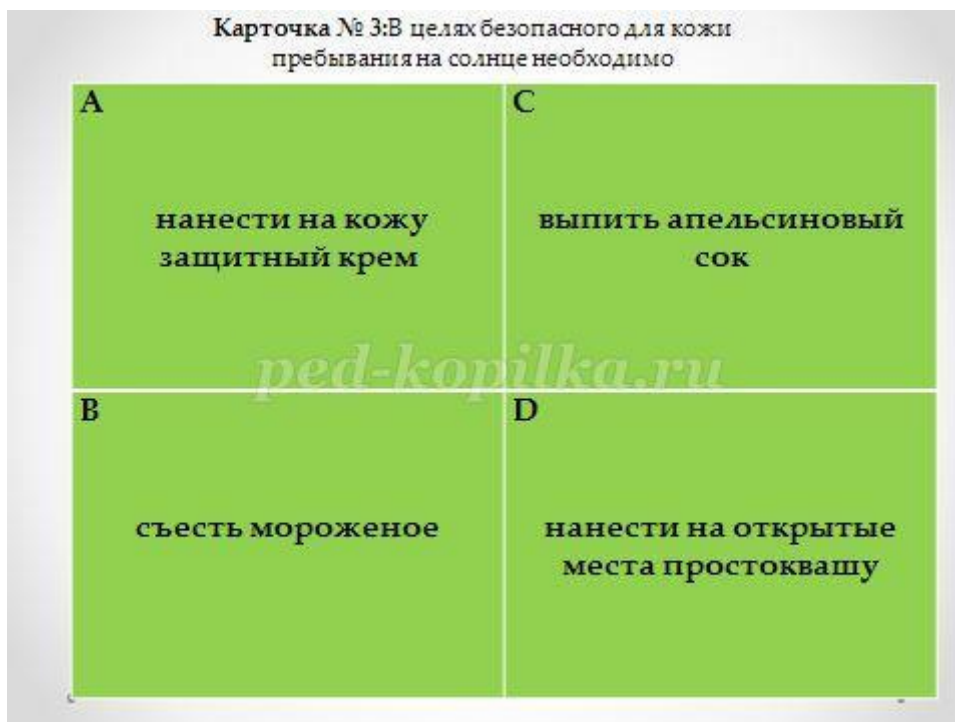 Карточка № 3:В целях безопасного для кожи
пребывания на солнце необходимо
A
нанести на кожу
защитный крем
C
выпить апельсиновый
сок
ped-kopilka.ru
B
съесть мороженое
D
нанести на открытые
места простоквашу